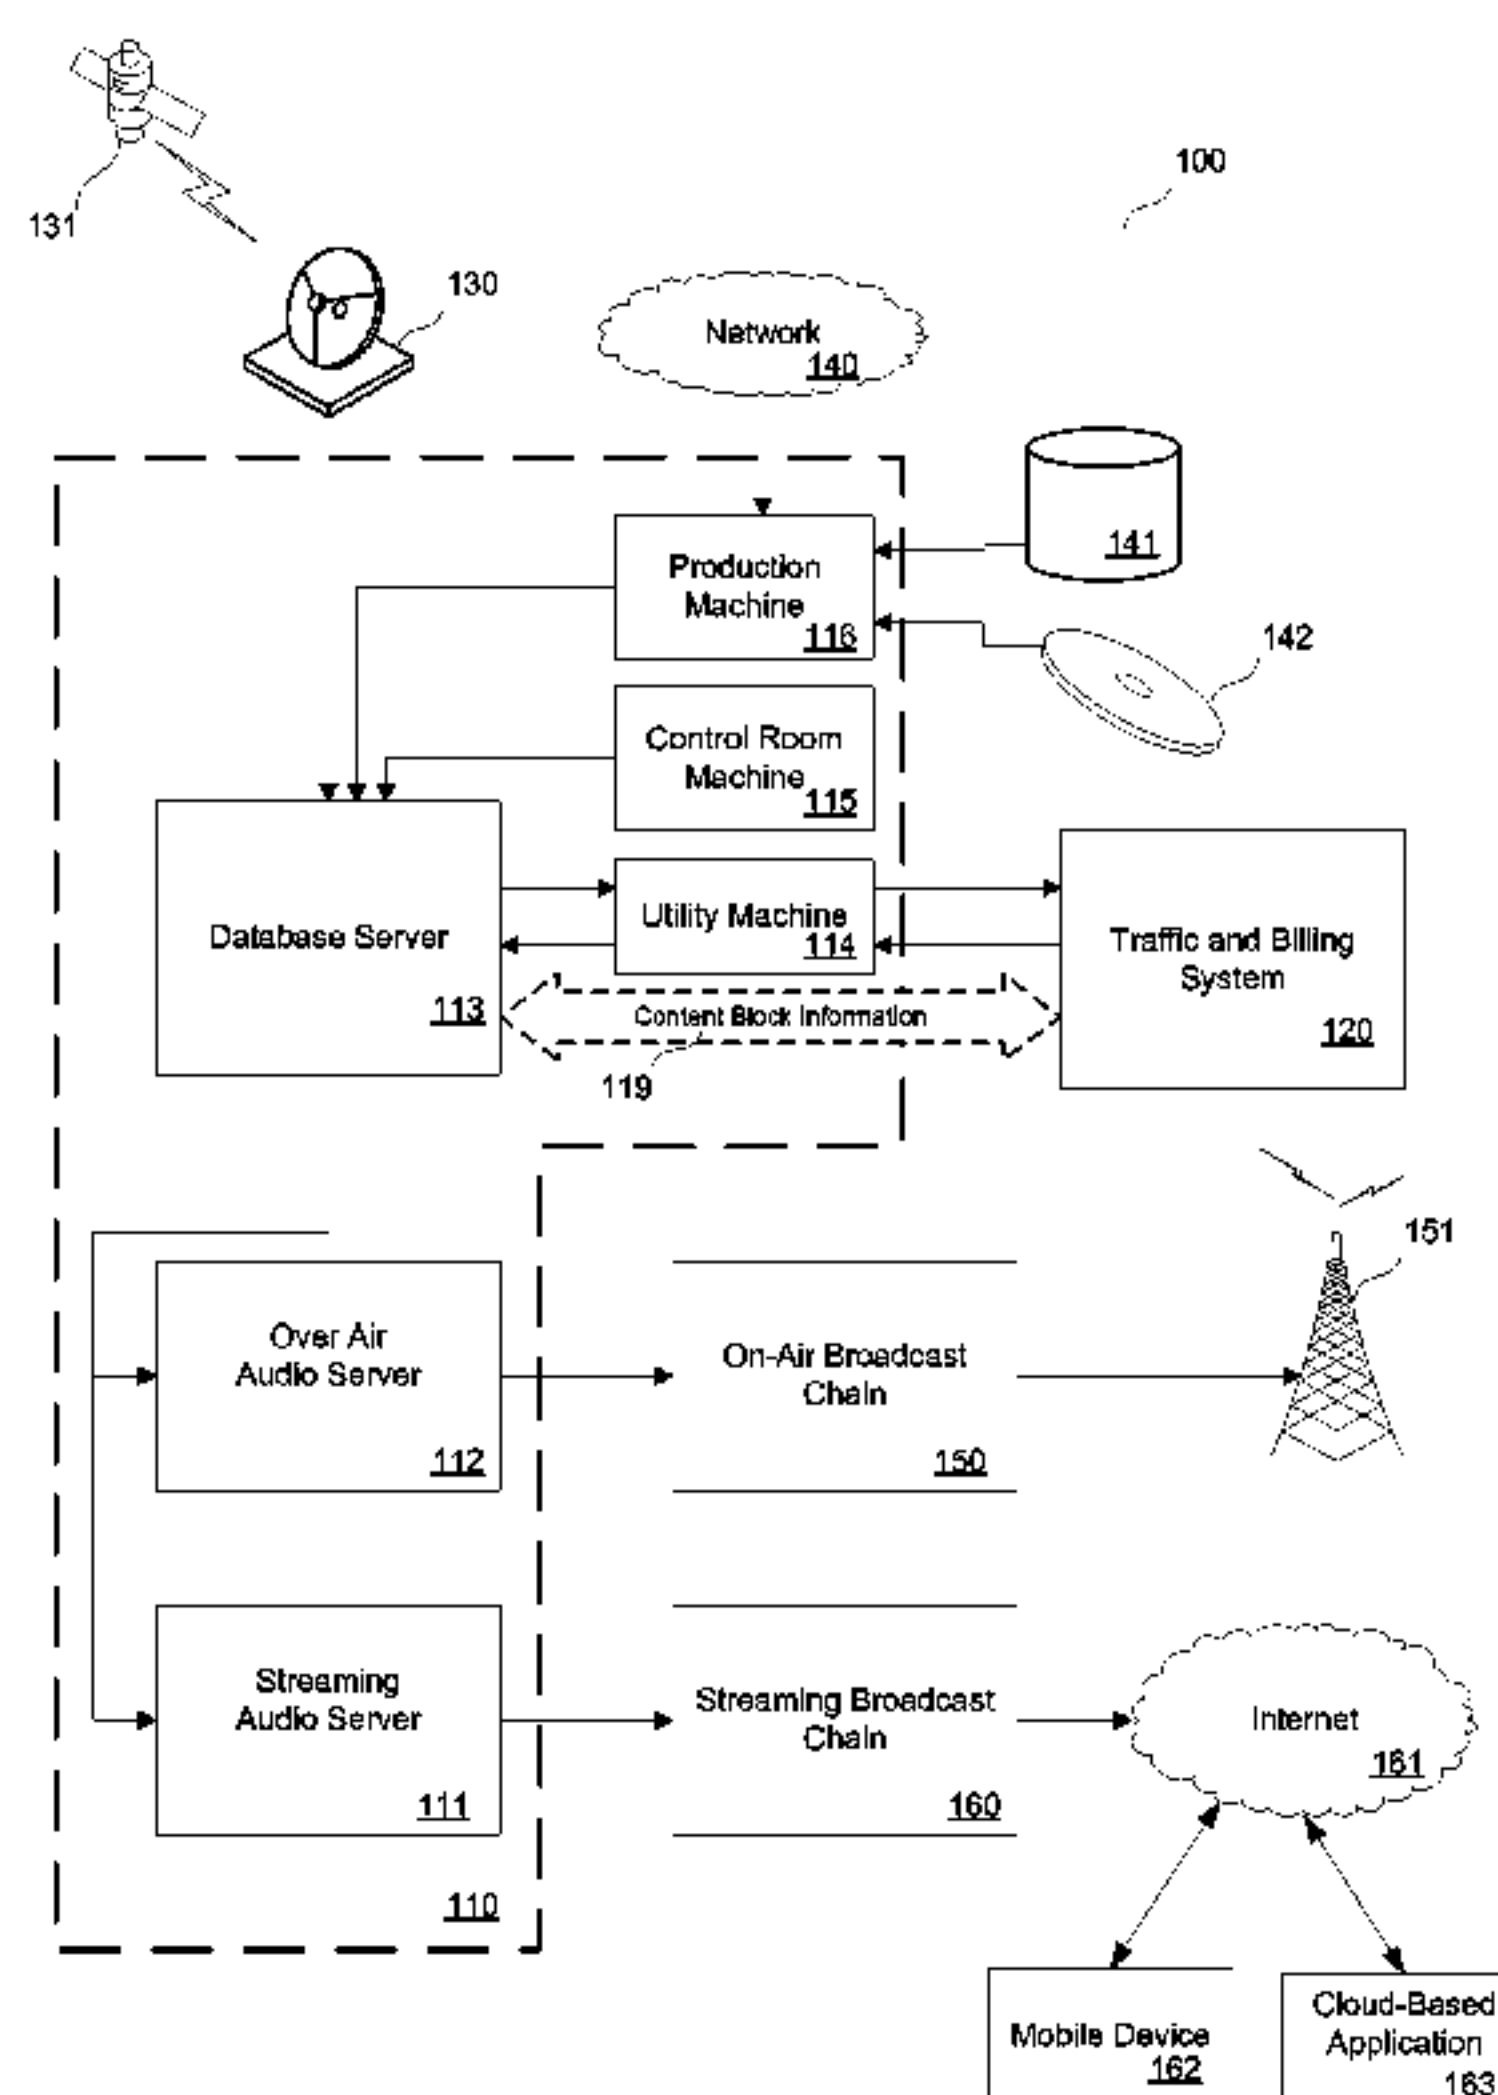 100
131
130
Network
140
141
Production
Machine
116
142
Control Room
Machine
115
Database Server
113
Utility Machine
114
Traffic and Billing
System
120
Content Block Information
119
151
Over Air
Audio Server
112
On-Air Broadcast
Chain
150
Streaming
Audio Server
111
Streaming Broadcast
Chain
160
Internet
161
110
Mobile Device
162
Cloud-Based
Application
163